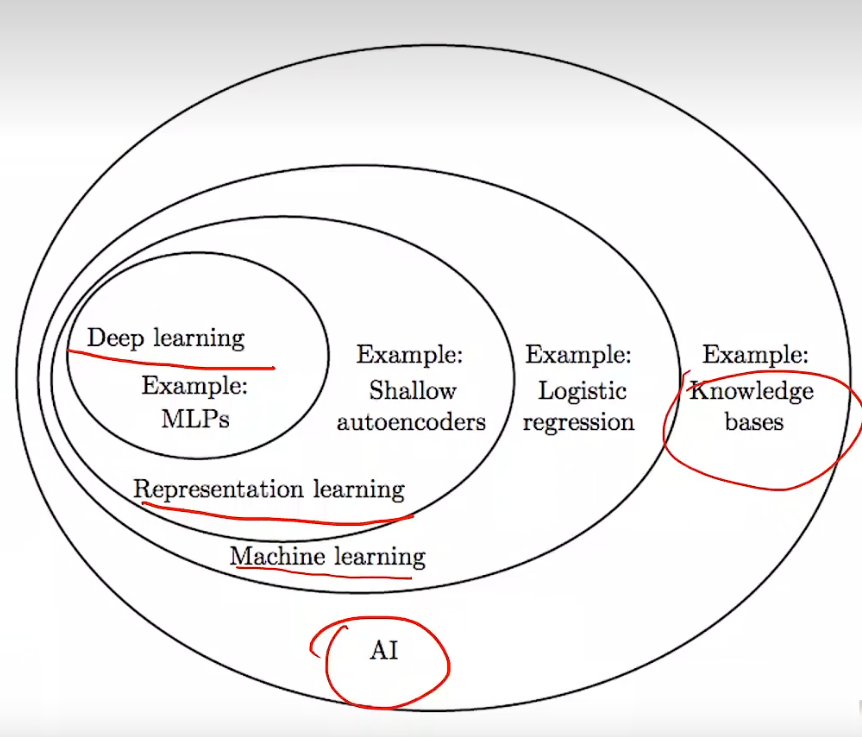 Deep learning
Example:
MLPs
Example:
Shallow
autoencoders
Example:
Logistic
regression
Example:
Knowledge
bases
Representation learning
Machine learning
AI